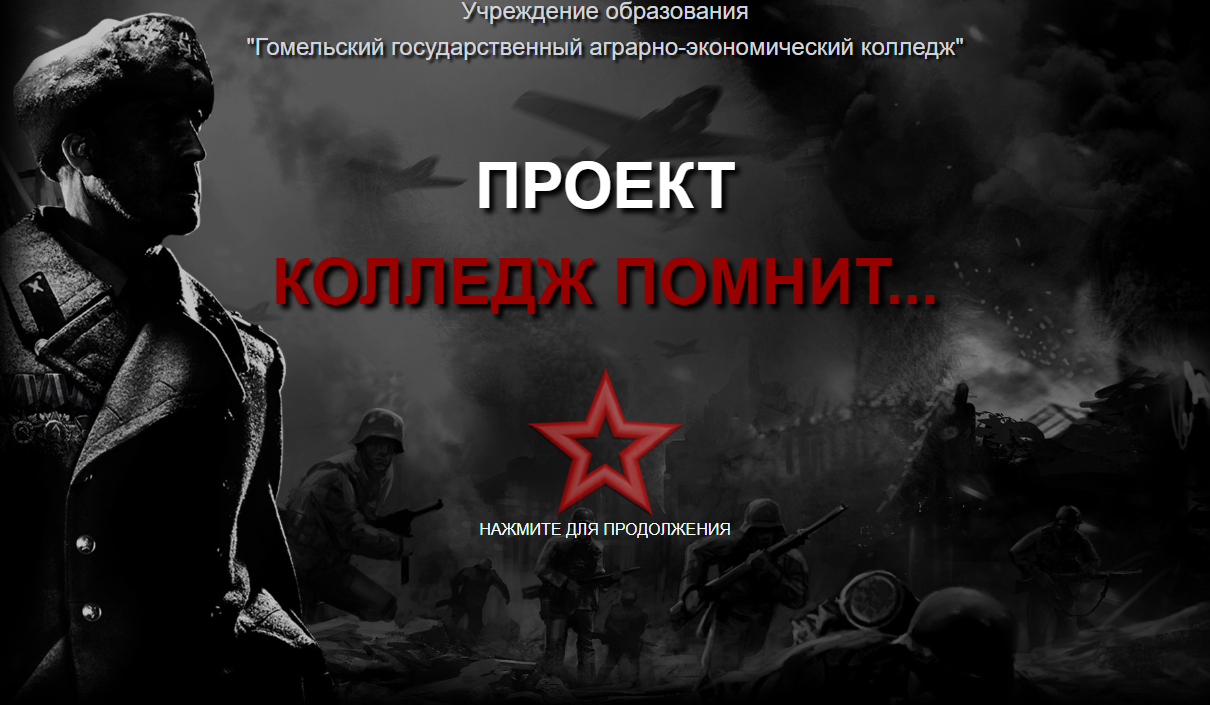 Учреждение образования
"Гомельский государственный аграрно-экономический колледж"
ПРОЕКТ
КОЛЛЕДЖ ПОМНИТ...
НАЖМИТЕ ДЛЯ ПРОДОЛЖЕНИЯ